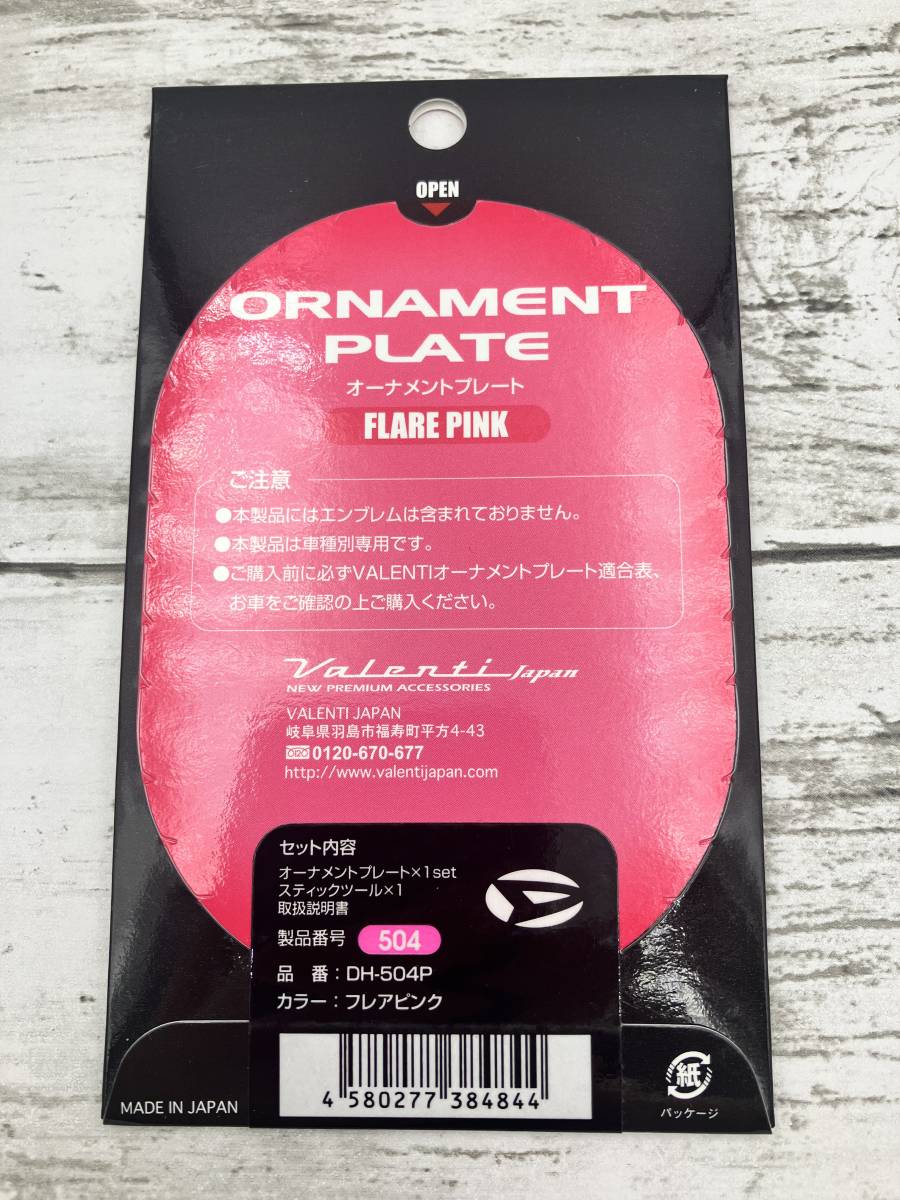 OPEN
ORNAMENT
PLATE
オーナメントプレート
FLARE PINK
ご注意
●本製品にはエンブレムは含まれておりません。
●本製品は車種別専用です。
●ご購入前に必ずVALENTIオーナメントプレート適合表、
お車をご確認の上ご購入ください。
Valenti Japan
NEW PREMIUM ACCESSORIES
VALENTI JAPAN
岐阜県羽島市福寿町平方4-43
0120-670-677
http://www.valentijapan.com
セット内容
オーナメントプレート×1set
スティックツール×1
取扱説明書
製品番号 504
品 番：DH-504P
カラー：フレアピンク
4 580277 384844
MADE IN JAPAN
紙
パッケージ